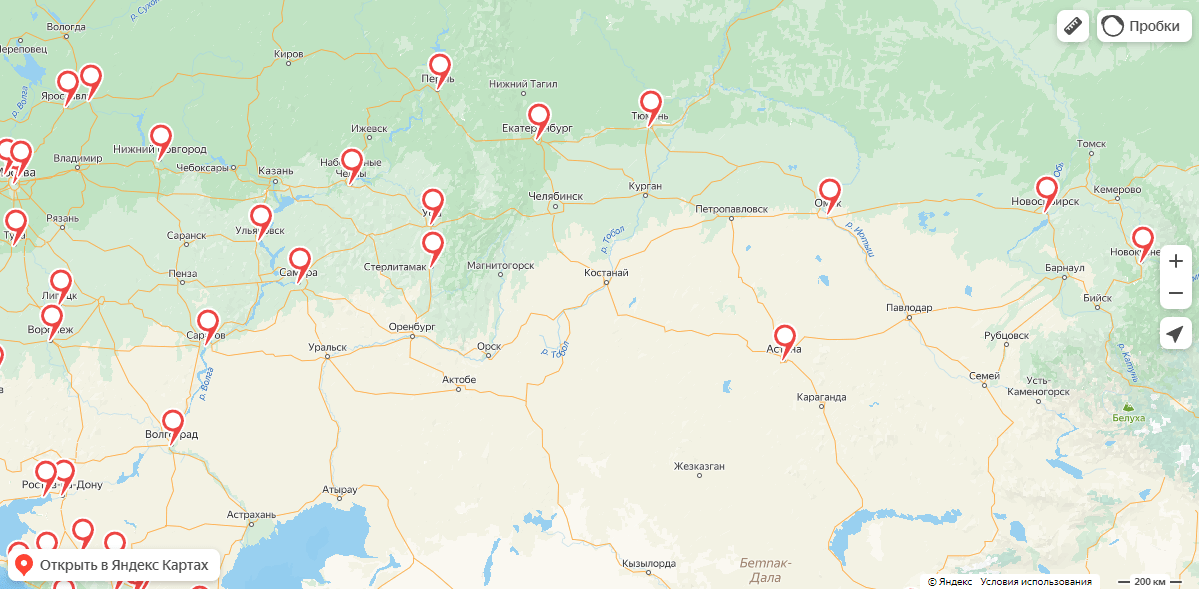 р. Сухона
Вологда
Череповец
Киров
Пробки
Пермь
Нижний Тагил
Ярославль
р. Волга
Тюмень
Ижевск
Екатеринбург
Нижний Новгород
Владимир
Чебоксары
Казань
Набережные
Челны
Москва
Томск
р. Обь
Кемерово
Курган
Челябинск
Новосибирск
Петропавловск
Омск
Рязань
Тула
Ульяновск
Уфа
р. Тобол
р. Иртыш
Саранск
Новокузнецк
Пенза
Самара
Стерлитамак
Магнитогорск
Костанай
Барнаул
Липецк
Бийск
Павлодар
Воронеж
Саратов
Оренбург
Рубцовск
Уральск
Орск
р. Тобол
Астана
р. Катунь
р. Волга
Актобе
Семей
Усть-
Каменогорск
Караганда
Белуха
Волгоград
Жезказган
Ростов-на-Дону
Атырау
Астрахань
Открыть в Яндекс Картах
Кызылорда
Бетпак-
Дала
© Яндекс Условия использования
200 км